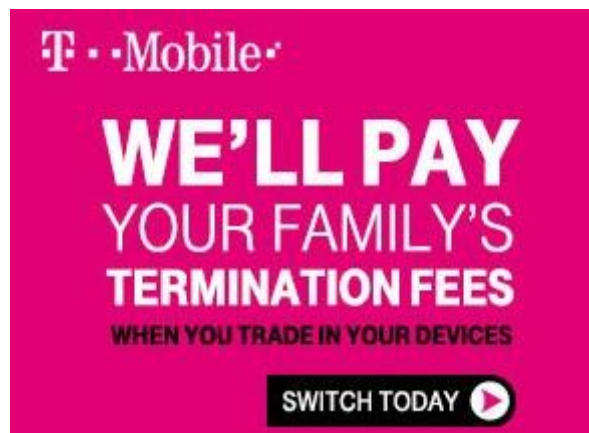 T··Mobile·
WE'LL PAY
YOUR FAMILY'S
TERMINATION FEES
WHEN YOU TRADE IN YOUR DEVICES
SWITCH TODAY